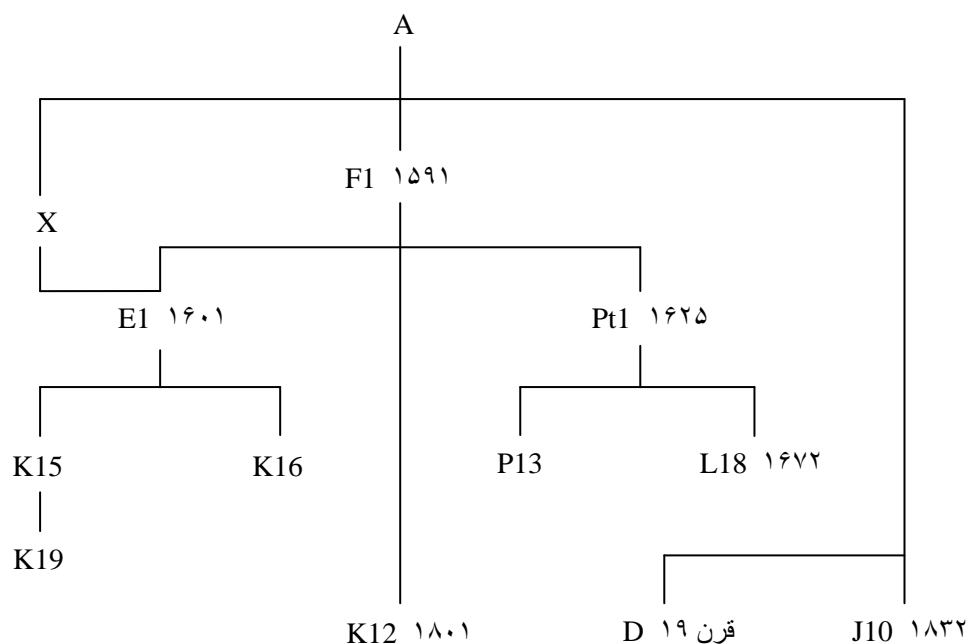 A
F1 ۱۵۹۱
X
E1 ۱۶۰۱
Pt1 ۱۶۲۵
K15
K16
P13
L18 ۱۶۷۲
K19
K12 ۱۸۰۱
D قرن ۱۹
J10 ۱۸۳۲